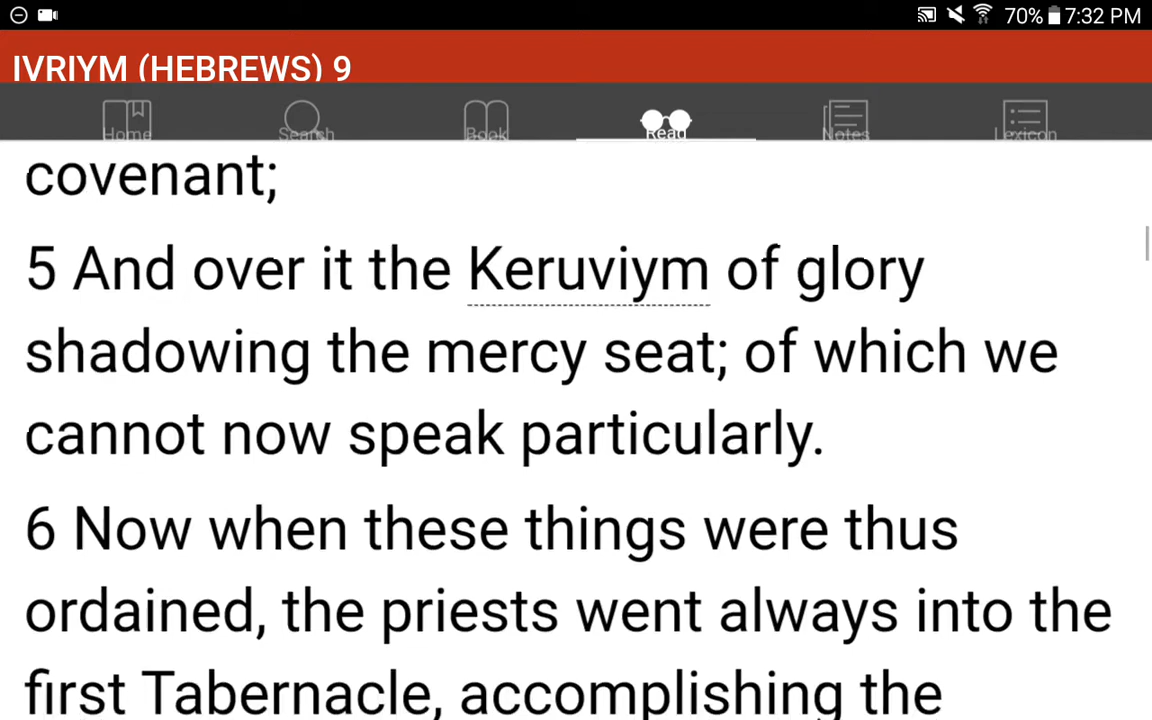 70% 7:32 PM
IVRIYM (HEBREWS) 9
Home Search Book Read Notes Lexicon
covenant;
5 And over it the Keruviym of glory
shadowing the mercy seat; of which we
cannot now speak particularly.
6 Now when these things were thus
ordained, the priests went always into the
first Tabernacle, accomplishing the